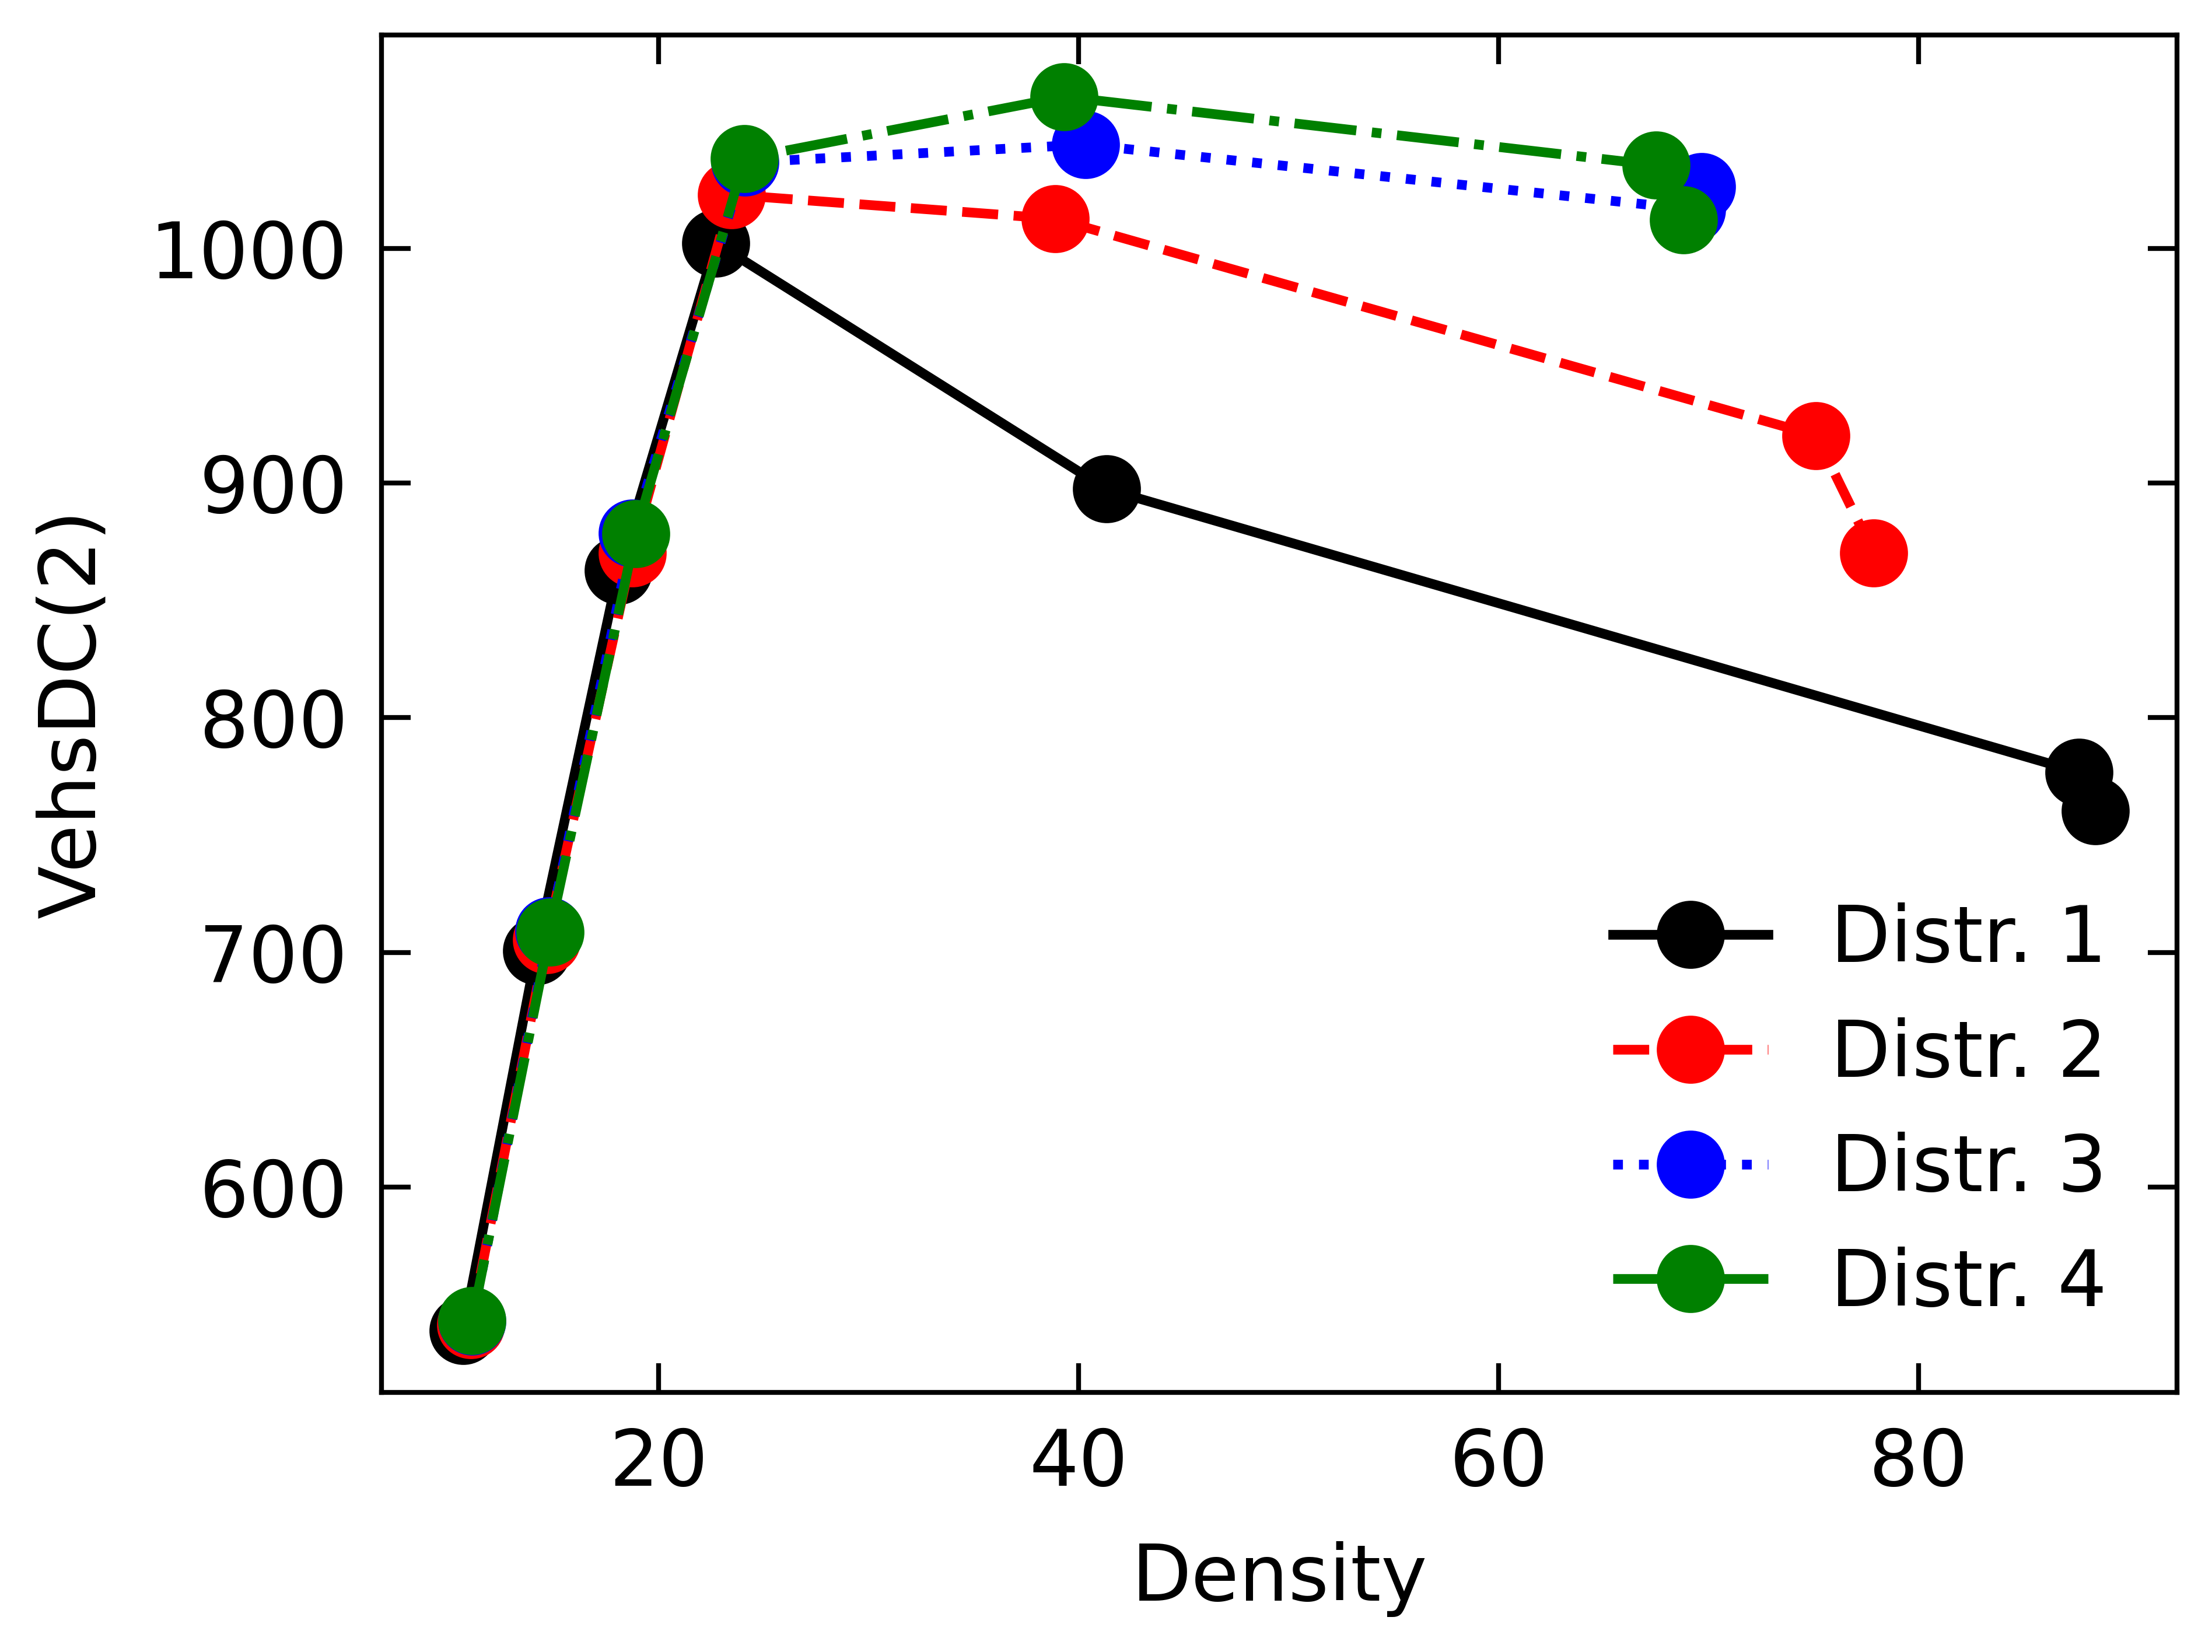 VehsDC(2)
1000
900
800
700
600
20 40 60 80
Density
Distr. 1
Distr. 2
Distr. 3
Distr. 4